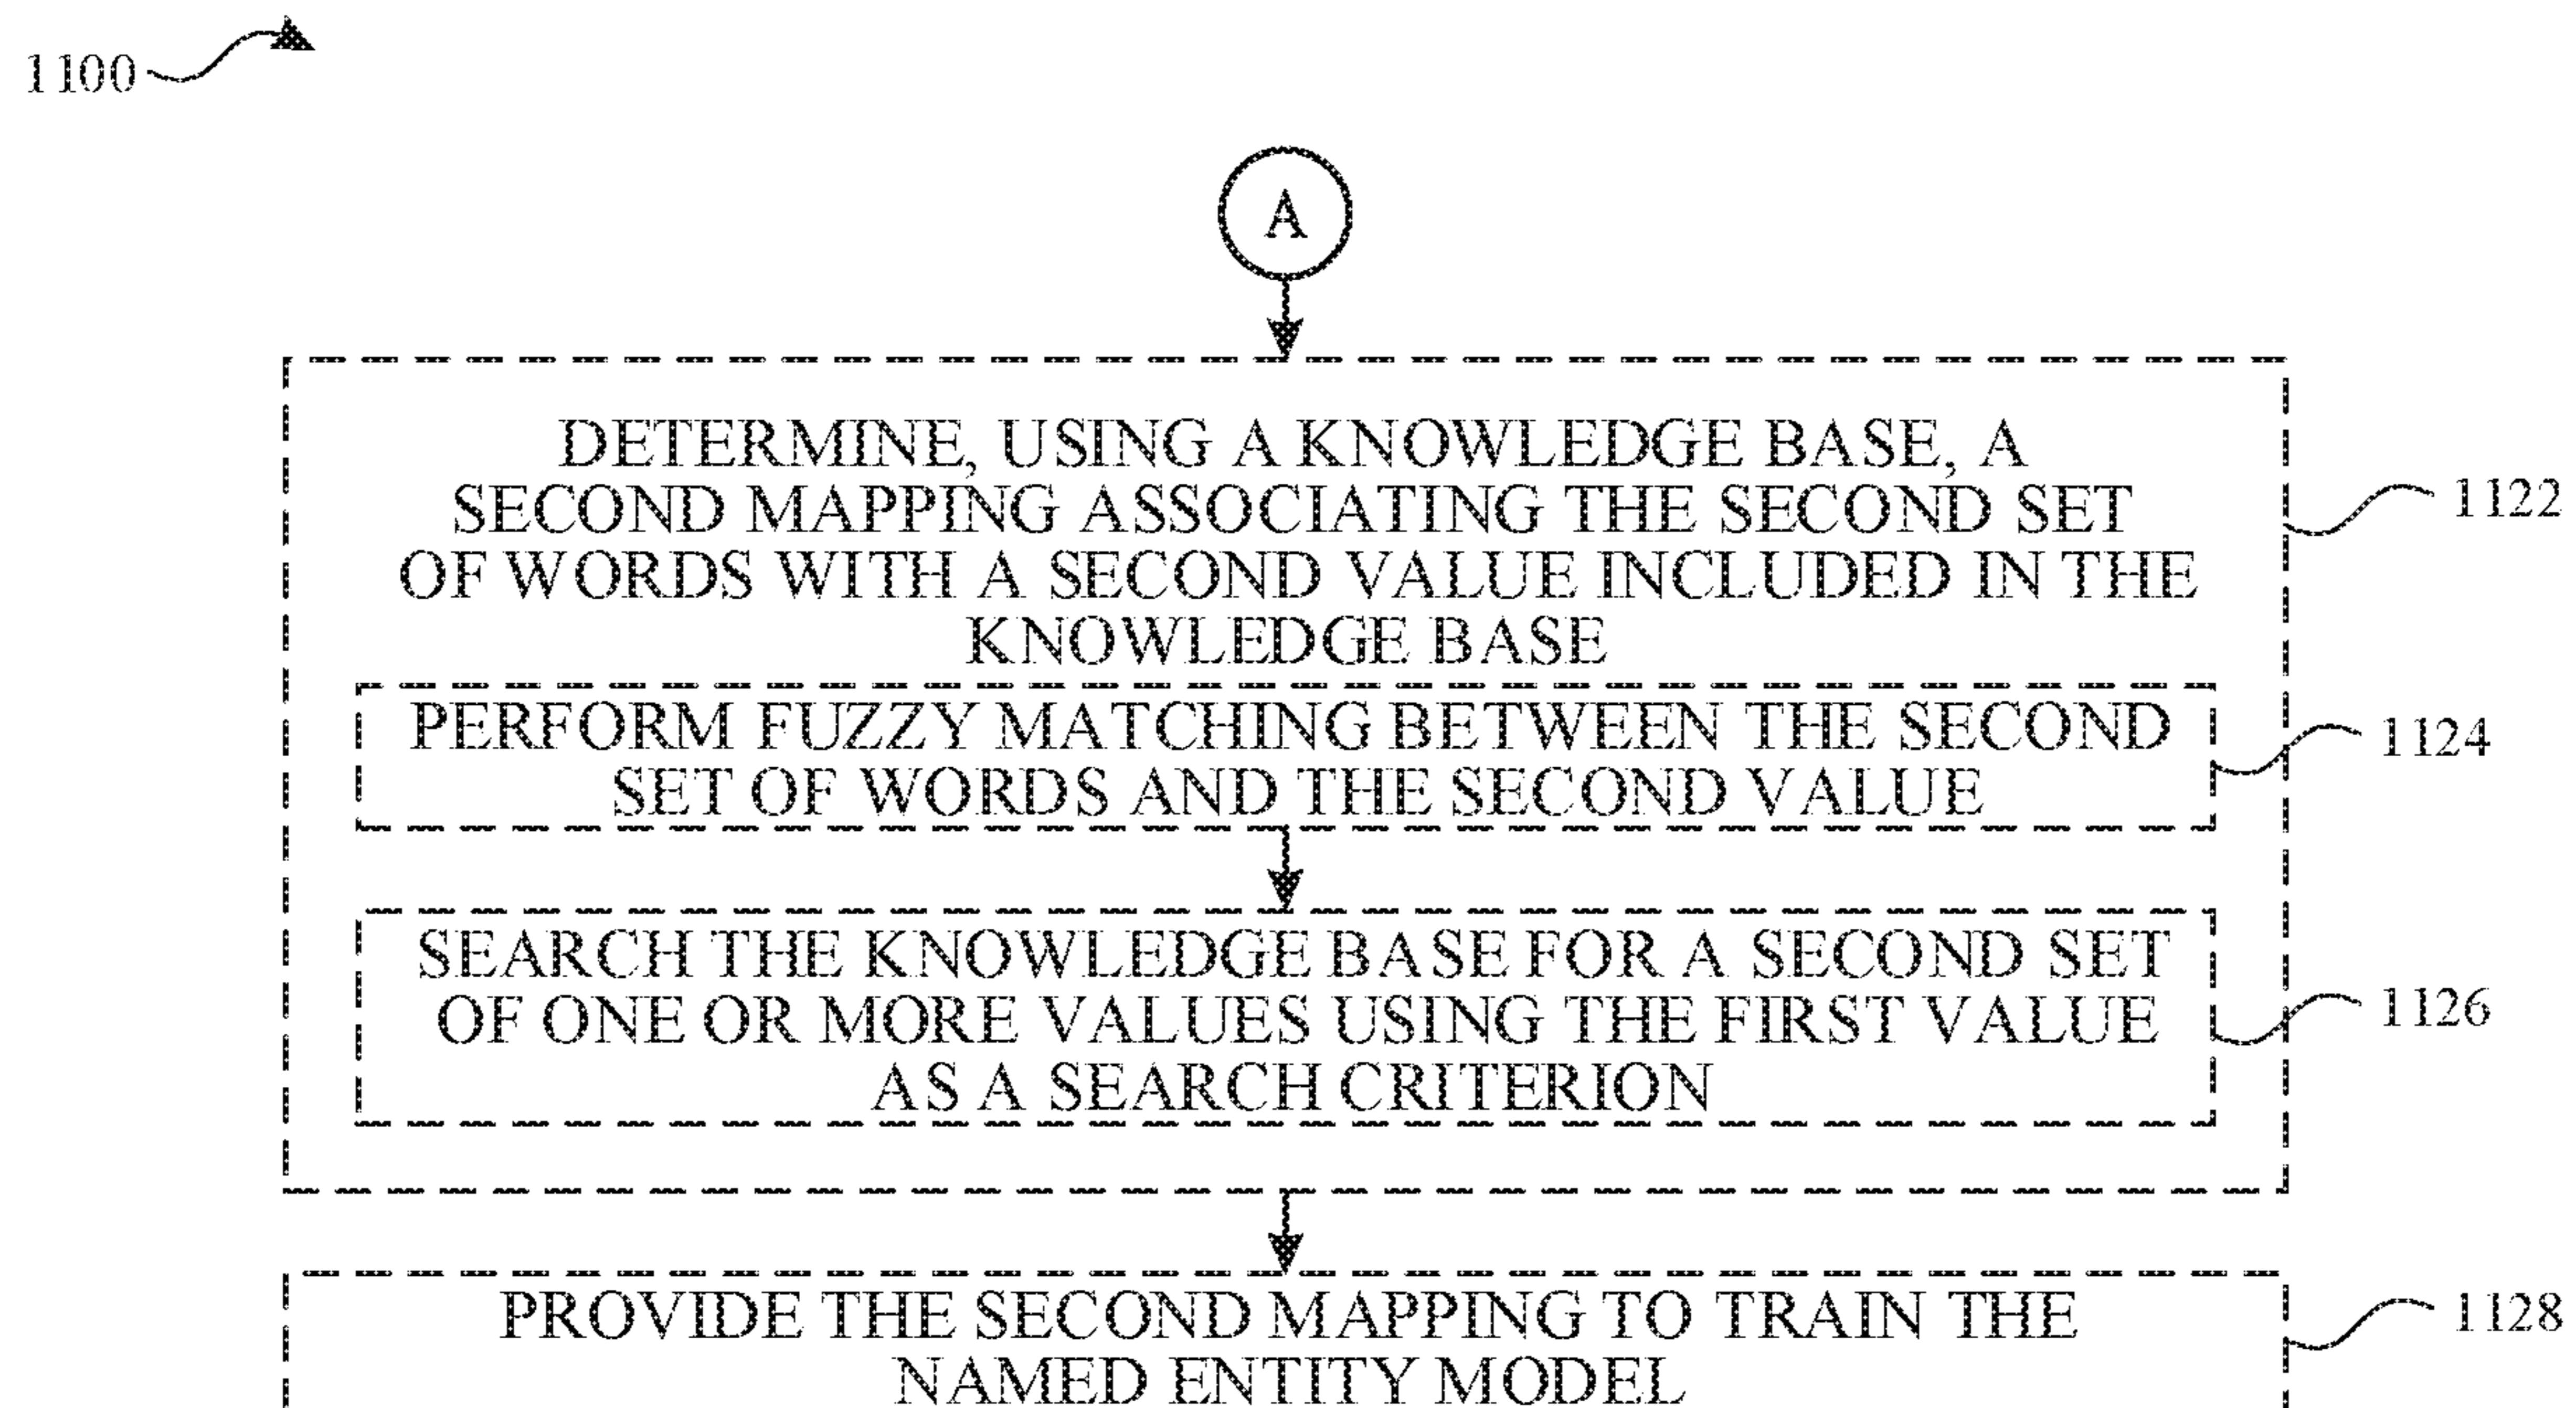 1100
A
DETERMINE, USING A KNOWLEDGE BASE, A
SECOND MAPPING ASSOCIATING THE SECOND SET
OF WORDS WITH A SECOND VALUE INCLUDED IN THE
KNOWLEDGE BASE
1122
PERFORM FUZZY MATCHING BETWEEN THE SECOND
SET OF WORDS AND THE SECOND VALUE
1124
SEARCH THE KNOWLEDGE BASE FOR A SECOND SET
OF ONE OR MORE VALUES USING THE FIRST VALUE
AS A SEARCH CRITERION
1126
PROVIDE THE SECOND MAPPING TO TRAIN THE
NAMED ENTITY MODEL
1128